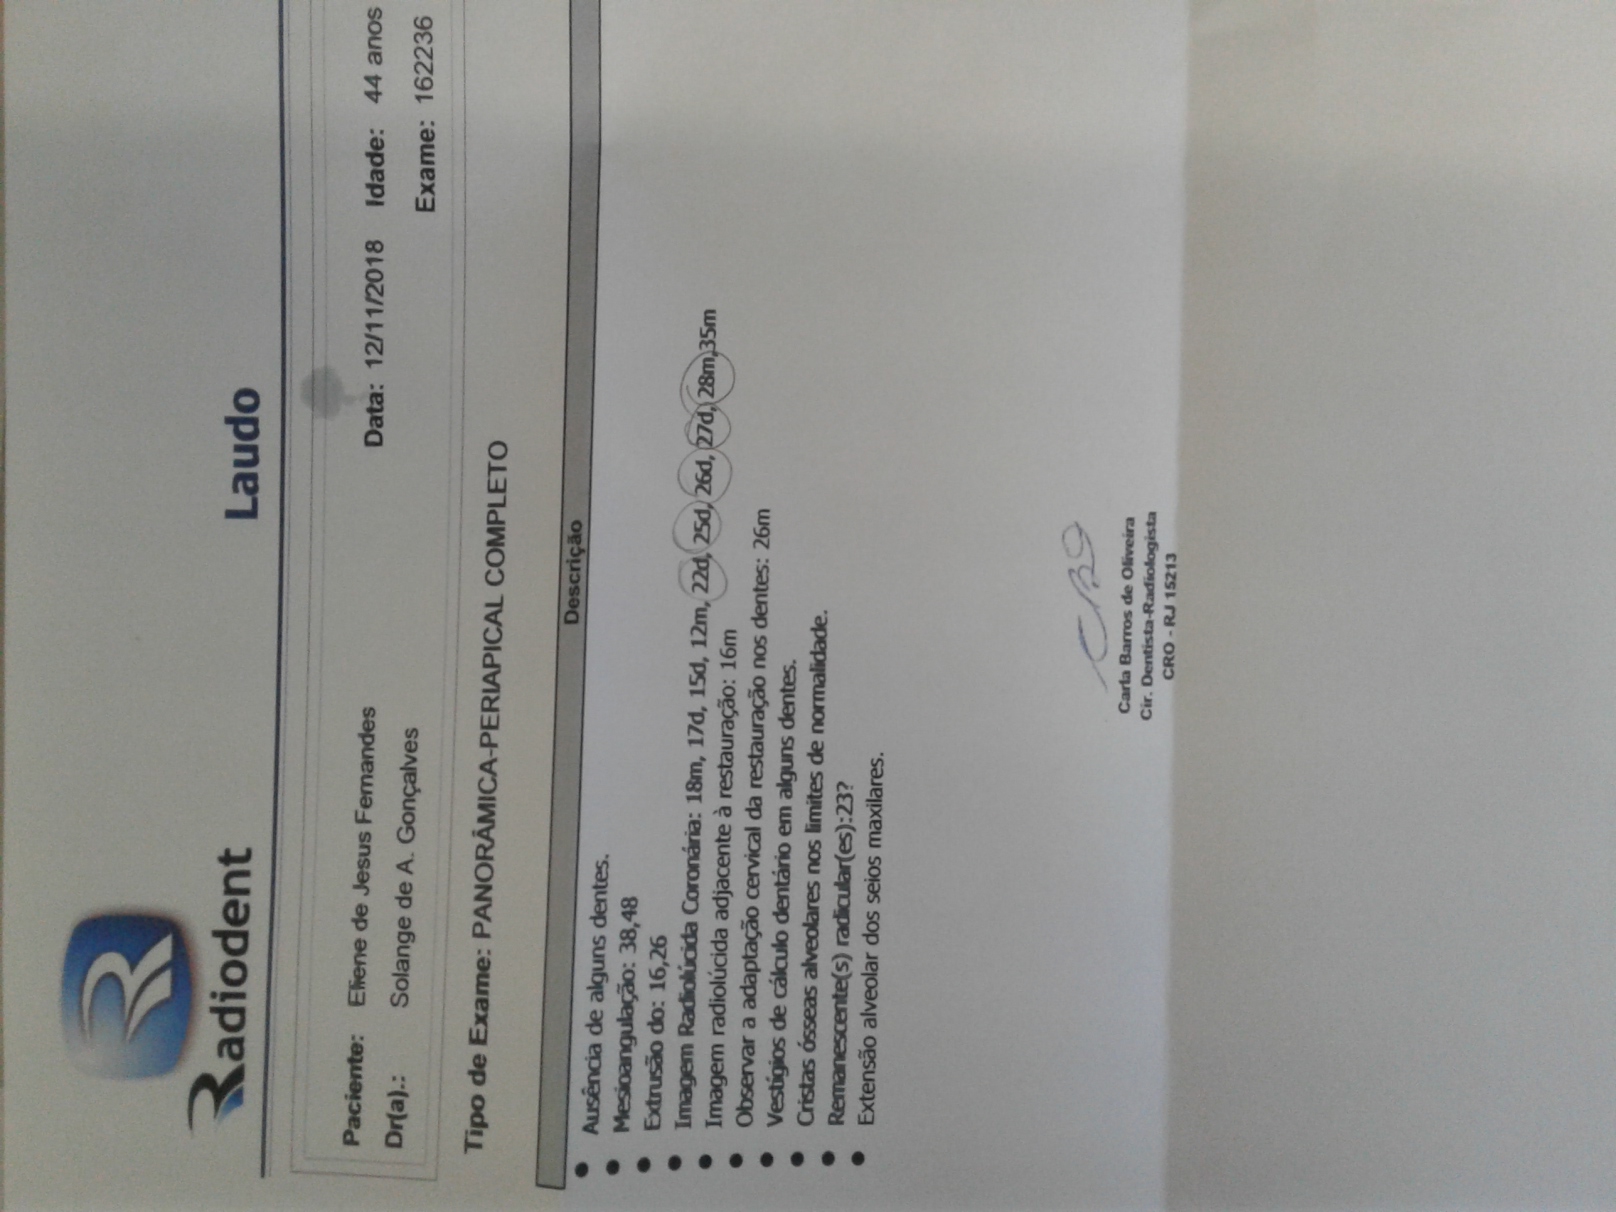 Radiodent
Laudo
Paciente: Eliene de Jesus Fernandes Data: 12/11/2018 Idade: 44 anos
Dr(a).: Solange de A. Gonçalves Exame: 162236
Tipo de Exame: PANORÂMICA-PERIAPICAL COMPLETO
Descrição
• Ausência de alguns dentes.
• Mesioangulação: 38,48
• Extrusão do: 16,26
• Imagem Radiolúcida Coronária: 18m, 17d, 15d, 12m, 22d, 25d, 26d, 27d, 28m,35m
• Imagem radiolúcida adjacente à restauração: 16m
• Observar a adaptação cervical da restauração nos dentes: 26m
• Vestígios de cálculo dentário em alguns dentes.
• Cristas ósseas alveolares nos limites de normalidade.
• Remanescente(s) radicular(es):23?
• Extensão alveolar dos seios maxilares.
Carla Barros de Oliveira
Cir. Dentista-Radiologista
CRO - RJ 15213